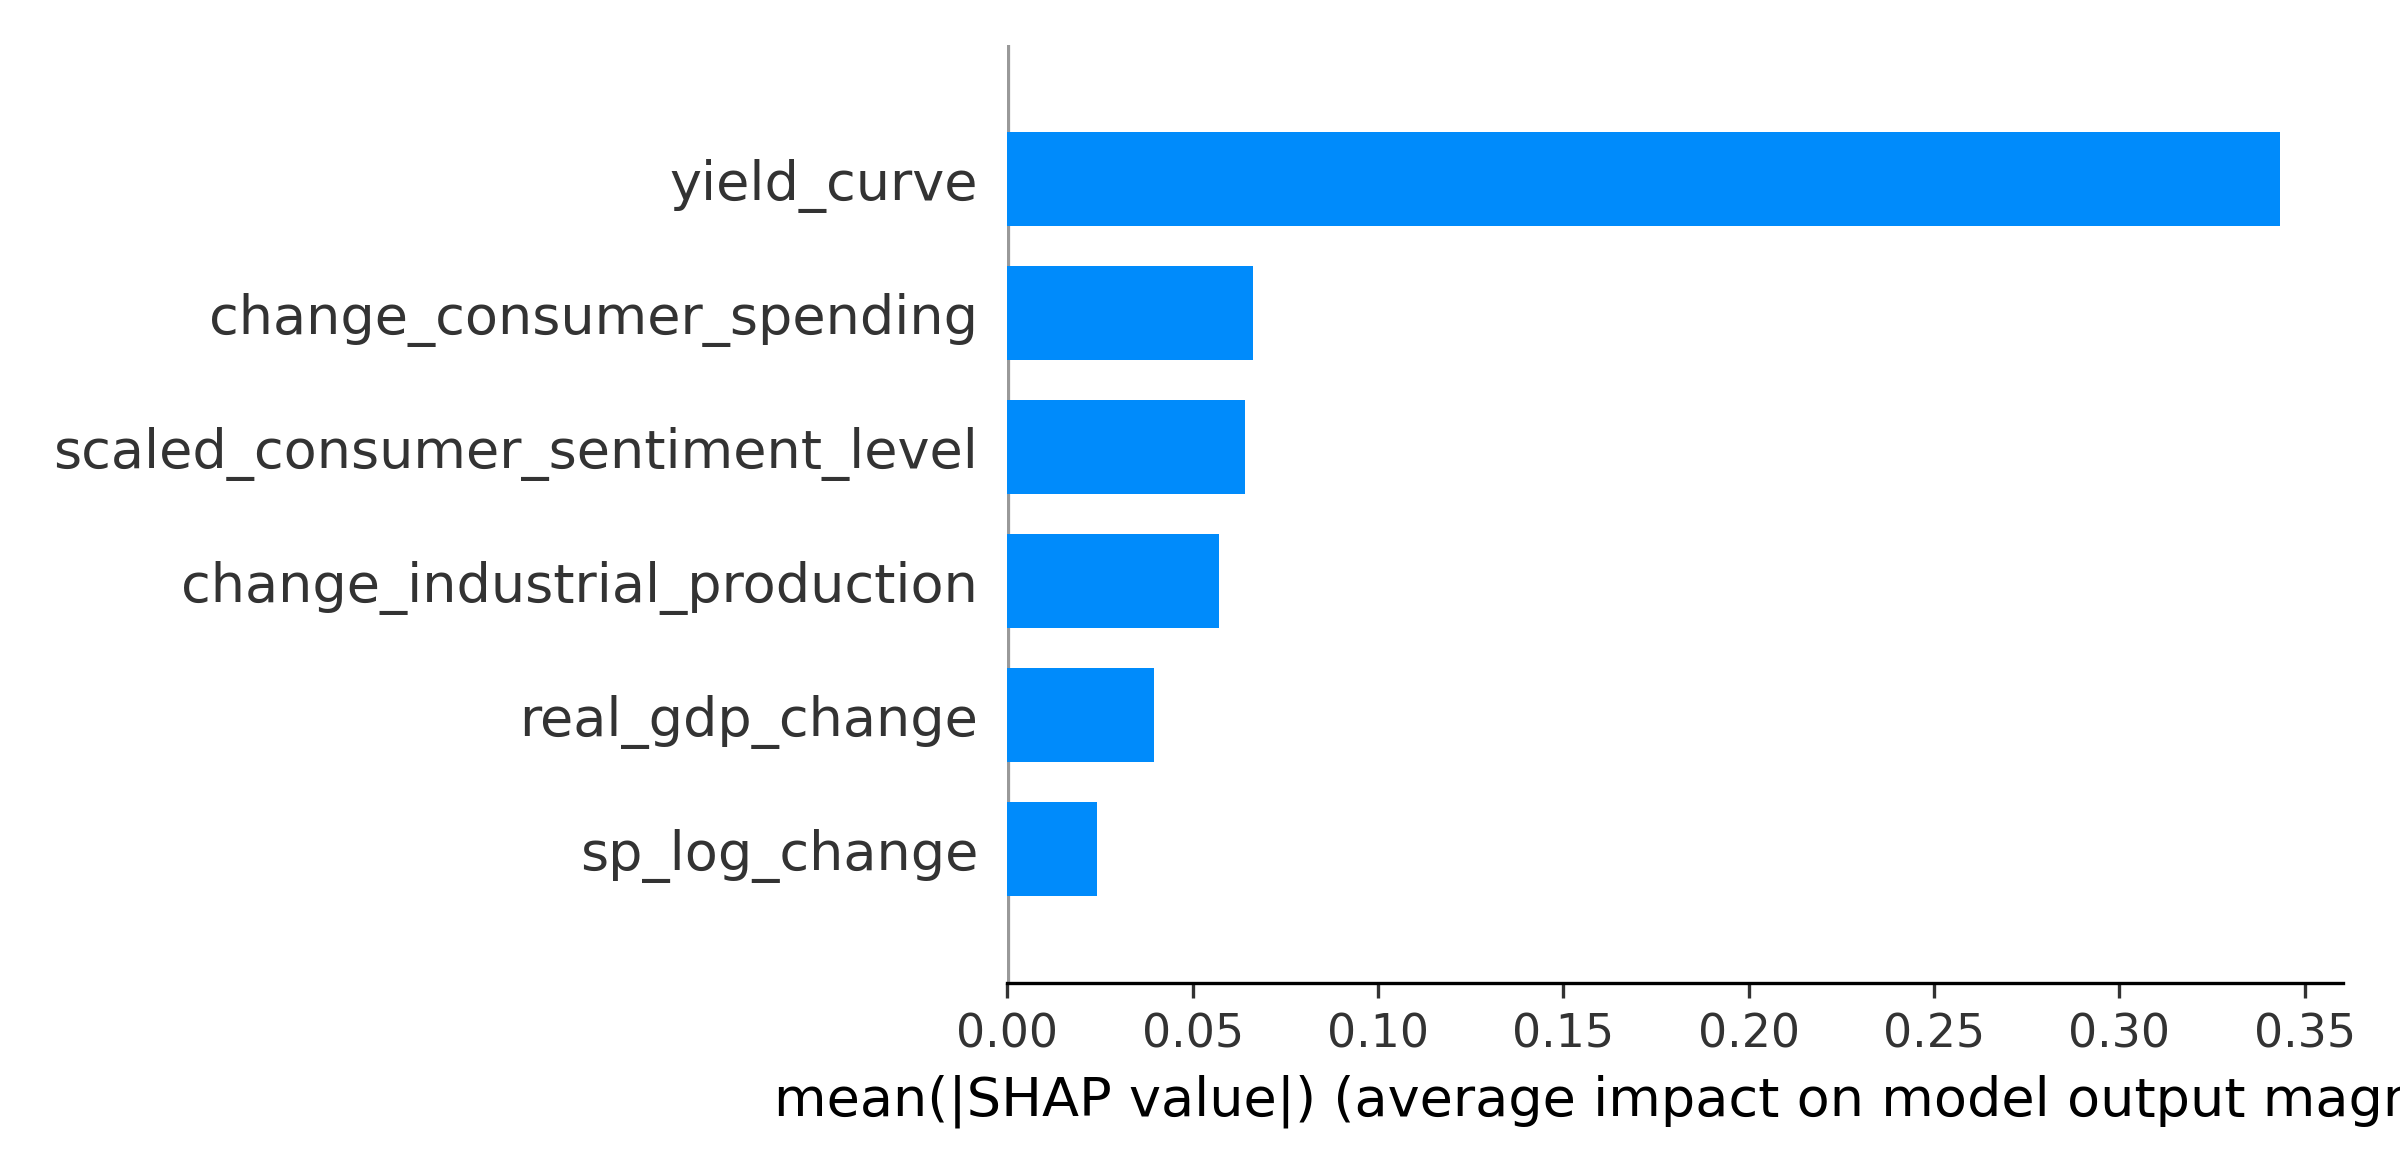 yield_curve
change_consumer_spending
scaled_consumer_sentiment_level
change_industrial_production
real_gdp_change
sp_log_change
0.00 0.05 0.10 0.15 0.20 0.25 0.30 0.35
mean(|SHAP value|) (average impact on model output